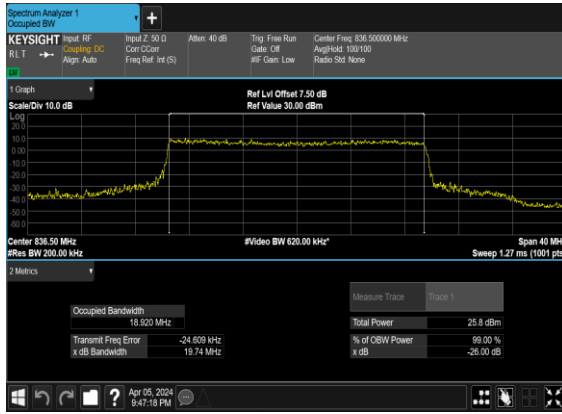 Spectrum Analyzer 1
Occupied BW
+
KEYSIGHT Input: RF Input Z: 50 Ω Atten: 40 dB Trig: Free Run Center Freq: 836.500000 MHz
RLT Coupling: DC Corr CCorr Gate: Off Avg|Hold: 100/100
Align: Auto Freq Ref: Int (S) #IF Gain: Low Radio Std: None
1 Graph
Ref Lvl Offset 7.50 dB
Scale/Div 10.0 dB Ref Value 30.00 dBm
Log
20.0
10.0
0.00
-10.0
-20.0
-30.0
-40.0
-50.0
-60.0
Center 836.50 MHz #Video BW 620.00 kHz* Span 40 MH
#Res BW 200.00 kHz Sweep 1.27 ms (1001 pts
2 Metrics
Measure Trace Trace 1
Occupied Bandwidth
18.920 MHz Total Power 25.8 dBm
Transmit Freq Error -24.609 kHz % of OBW Power 99.00 %
x dB Bandwidth 19.74 MHz x dB -26.00 dB
? Apr 05, 2024
9:47:18 PM